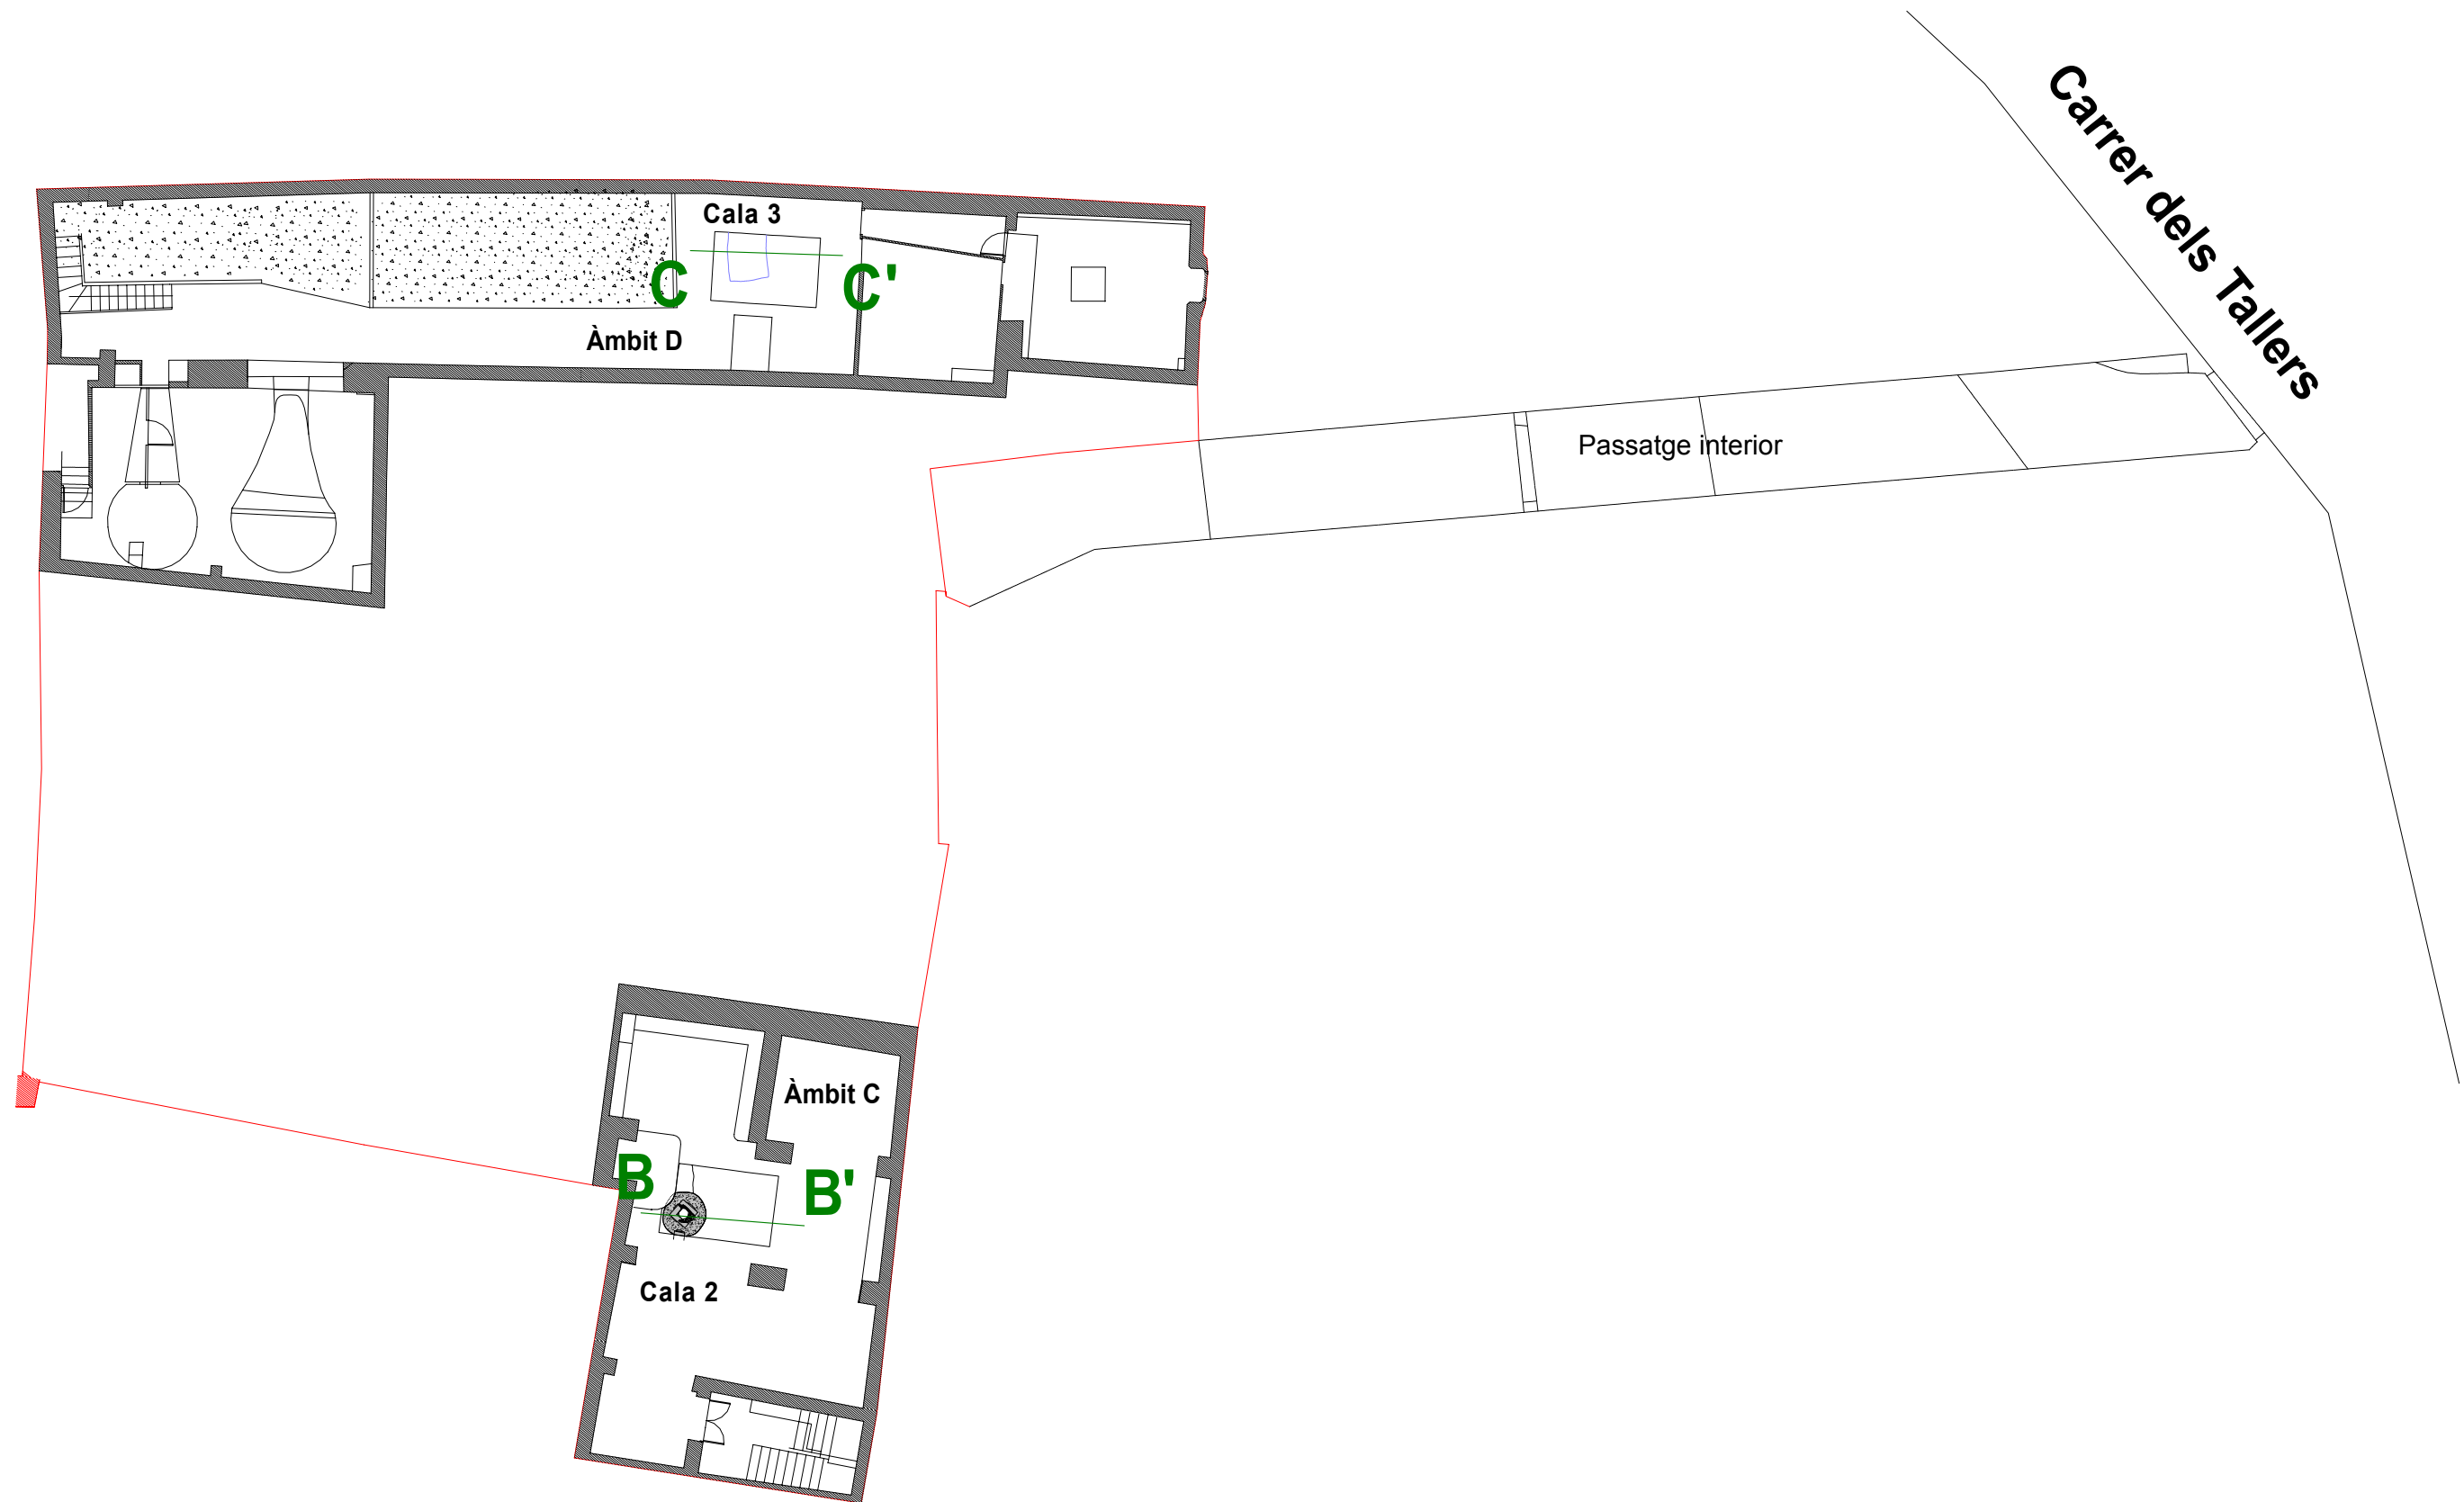 Carrer dels Tallers
Cala 3
C
C'
Àmbit D
Passatge interior
Àmbit C
B
B'
Cala 2